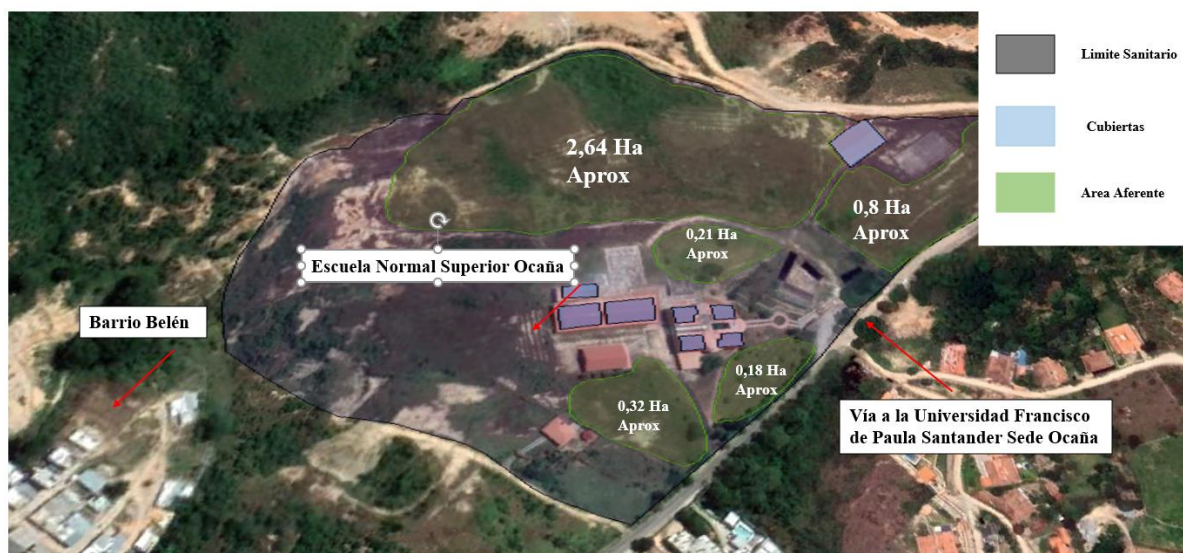 Limite Sanitario
Cubiertas
Area Aferente
2,64 Ha
Aprox
0,8 Ha
Aprox
0,21 Ha
Aprox
Escuela Normal Superior Ocaña
Barrio Belén
0,18 Ha
Aprox
0,32 Ha
Aprox
Vía a la Universidad Francisco
de Paula Santander Sede Ocaña